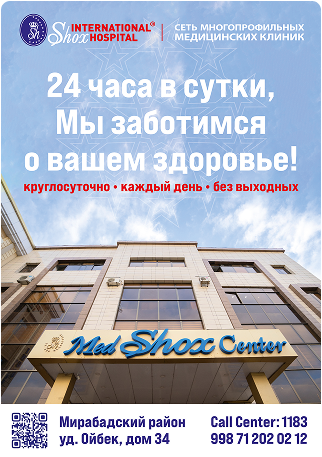 Shox INTERNATIONAL®
HOSPITAL
СЕТЬ МНОГОПРОФИЛЬНЫХ
МЕДИЦИНСКИХ КЛИНИК
24 часа в сутки,
Мы заботимся
о вашем здоровье!
круглосуточно • каждый день • без выходных
Med Shox Center
Мирабадский район
ул. Ойбек, дом 34
Call Center: 1183
998 71 202 02 12